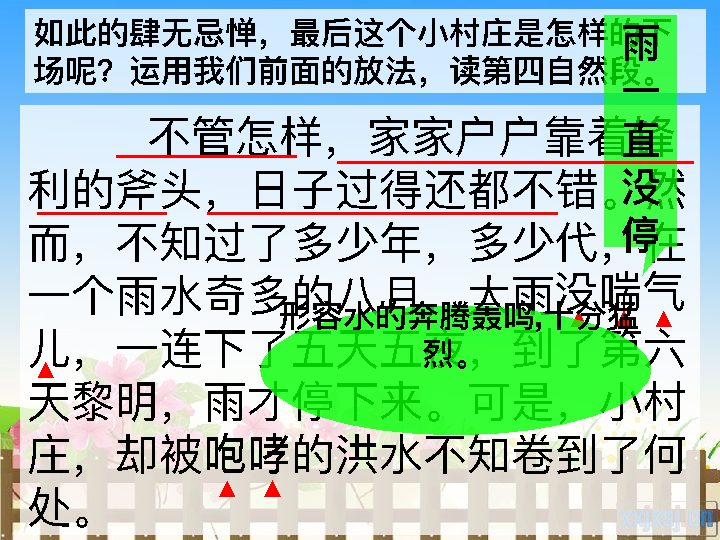 如此的肆无忌惮，最后这个小村庄是怎样的下
场呢？运用我们前面的放法，读第四自然段。
雨一直没停
不管怎样，家家户户靠着锋
利的斧头，日子过得还都不错。然
而，不知过了多少年，多少代，在
一个雨水奇多的八月，大雨没喘气
形容水的奔腾轰鸣,十分猛
烈。
儿，一连下了五天五夜，到了第六
天黎明，雨才停下来。可是，小村
庄，却被咆哮的洪水不知卷到了何
处。